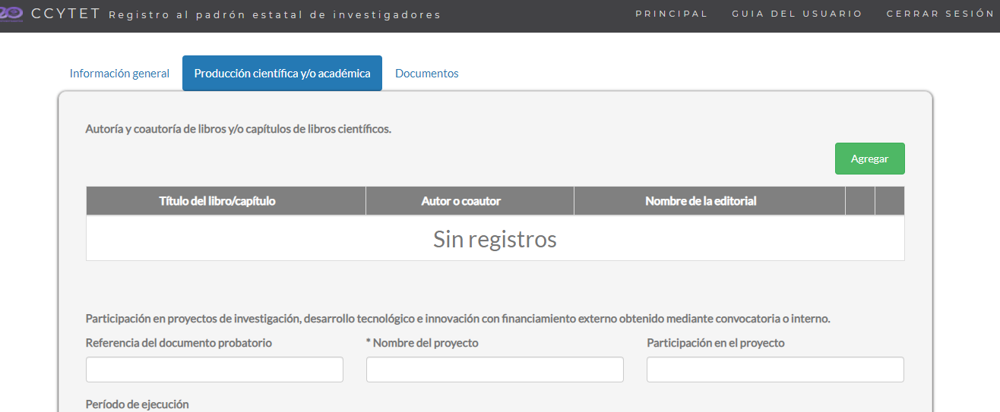 CCYTET Registro al padrón estatal de investigadores PRINCIPAL GUIA DEL USUARIO CERRAR SESIÓN
Información general Producción científica y/o académica Documentos
Autoría y coautoría de libros y/o capítulos de libros científicos.
Agregar
Título del libro/capítulo Autor o coautor Nombre de la editorial
Sin registros
Participación en proyectos de investigación, desarrollo tecnológico e innovación con financiamiento externo obtenido mediante convocatoria o interno.
Referencia del documento probatorio * Nombre del proyecto Participación en el proyecto
Período de ejecución